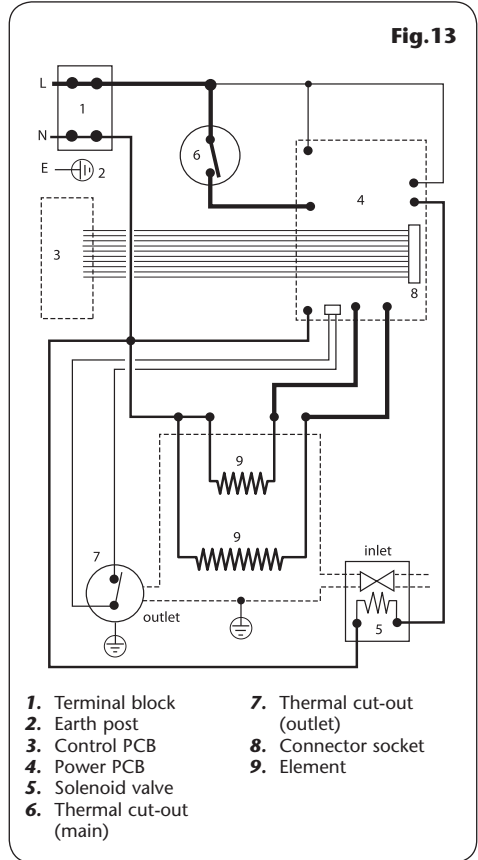 Fig.13
L
1
N
6
E
2
4
3
8
9
9
7
inlet
outlet
5
1. Terminal block
2. Earth post
3. Control PCB
4. Power PCB
5. Solenoid valve
6. Thermal cut-out
(main)
7. Thermal cut-out
(outlet)
8. Connector socket
9. Element